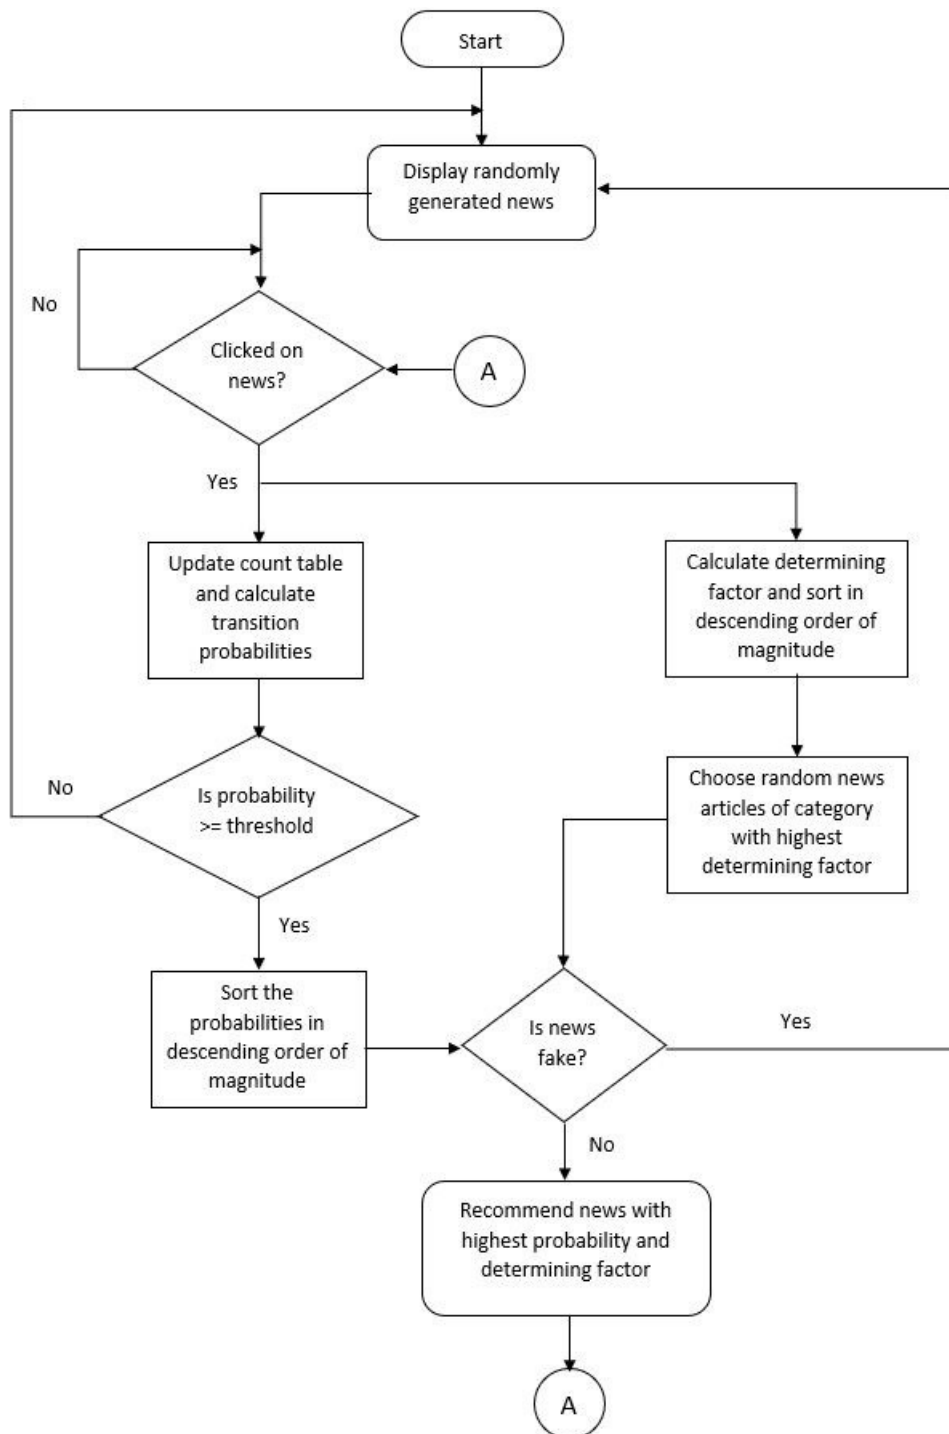 Start
Display randomly
generated news
No
Clicked on
news?
A
Yes
Update count table
and calculate
transition
probabilities
Calculate determining
factor and sort in
descending order of
magnitude
No
Is probability
>= threshold
Choose random news
articles of category
with highest
determining factor
Yes
Sort the
probabilities in
descending order of
magnitude
Is news
fake?
Yes
No
Recommend news with
highest probability and
determining factor
A